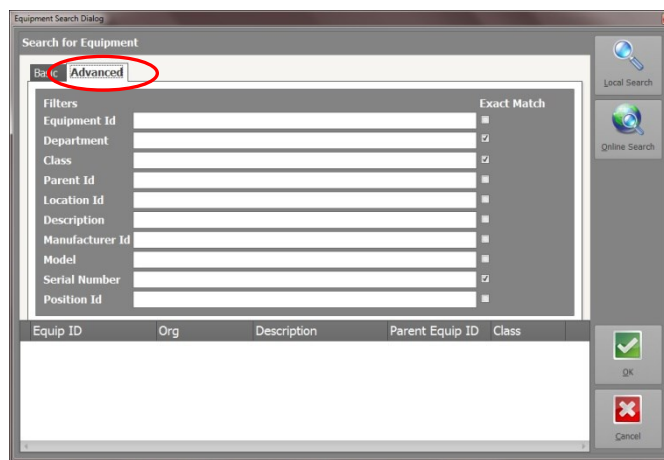 Equipment Search Dialog
Search for Equipment
Basic Advanced
Filters Exact Match
Equipment Id
Department
Class
Parent Id
Location Id
Description
Manufacturer Id
Model
Serial Number
Position Id
Equip ID Org Description Parent Equip ID Class
Local Search
Online Search
OK
Cancel